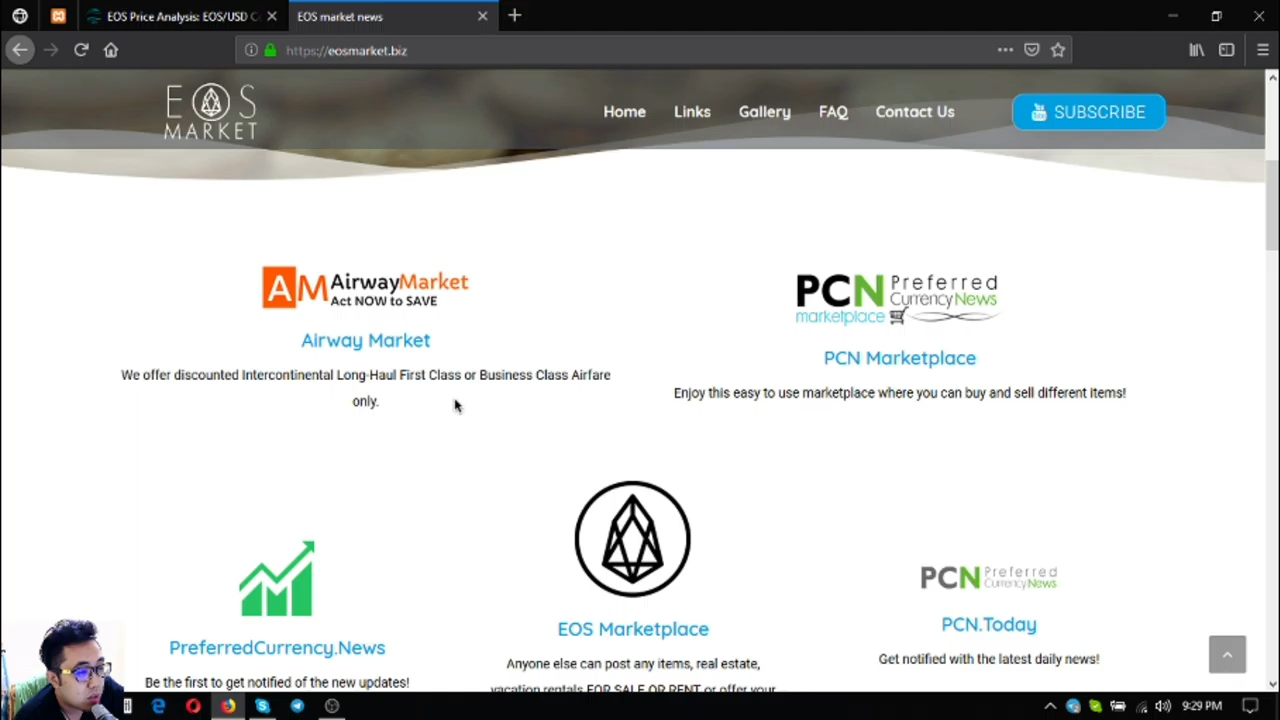 EOS Price Analysis: EOS/USD C
EOS market news
https://eosmarket.biz
EOS
MARKET
Home
Links
Gallery
FAQ
Contact Us
SUBSCRIBE
AM AirwayMarket
Act NOW to SAVE
Airway Market
We offer discounted Intercontinental Long-Haul First Class or Business Class Airfare
only.
PCN Preferred
CurrencyNews
marketplace
PCN Marketplace
Enjoy this easy to use marketplace where you can buy and sell different items!
PreferredCurrency.News
Be the first to get notified of the new updates!
EOS Marketplace
Anyone else can post any items, real estate,
vacation rentals FOR SALE OR RENT or offer your
PCN Preferred
CurrencyNews
PCN.Today
Get notified with the latest daily news!
9:29 PM